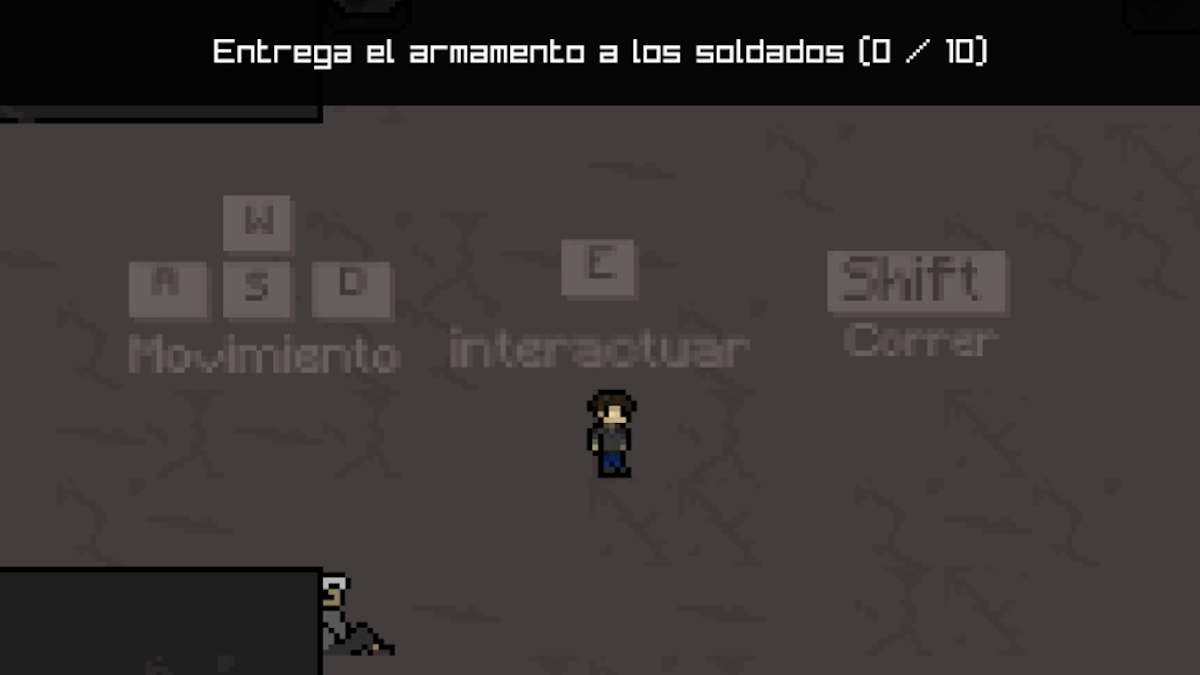 Entrega el armamento a los soldados (0 / 10)
W
A S D
Movimiento
E
interactuar
Shift
Correr